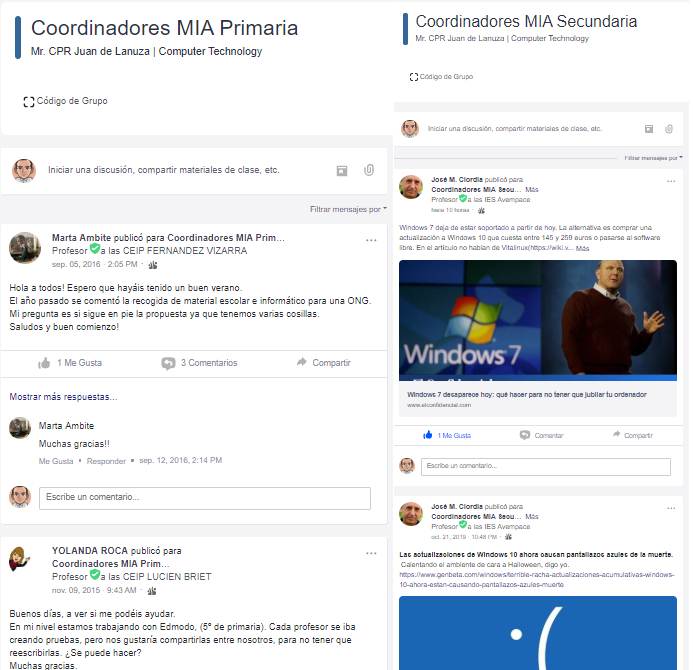 Coordinadores MIA Primaria
Mr. CPR Juan de Lanuza | Computer Technology
Código de Grupo
Iniciar una discusión, compartir materiales de clase, etc.
Filtrar mensajes por
Marta Ambite publicó para Coordinadores MIA Prim...
Profesor a las CEIP FERNANDEZ VIZARRA
sep. 05, 2016 · 2:05 PM ·
Hola a todos! Espero que hayáis tenido un buen verano.
El año pasado se comentó la recogida de material escolar e informático para una ONG.
Mi pregunta es si sigue en pie la propuesta ya que tenemos varias cosillas.
Saludos y buen comienzo!
1 Me Gusta
3 Comentarios
Compartir
Mostrar más respuestas...
Marta Ambite
Muchas gracias!!
Me Gusta • Responder • sep. 12, 2016, 2:14 PM
Escribe un comentario...
YOLANDA ROCA publicó para
Coordinadores MIA Prim...
Profesor a las CEIP LUCIEN BRIET
nov. 09, 2015 · 9:43 AM ·
Buenos días, a ver si me podéis ayudar.
En mi nivel estamos trabajando con Edmodo, (5º de primaria). Cada profesor se iba
creando pruebas, pero nos gustaría compartirlas entre nosotros, para no tener que
reescribirlas. ¿Se puede hacer?
Muchas gracias.
Coordinadores MIA Secundaria
Mr. CPR Juan de Lanuza | Computer Technology
Código de Grupo
Iniciar una discusión, compartir materiales de clase, etc.
Filtrar mensajes por
José M. Ciordia publicó para
Coordinadores MIA Secu... Más
Profesor a las IES Avempace
hace 10 horas ·
Windows 7 deja de estar soportado a partir de hoy. La alternativa es comprar una
actualización a Windows 10 que cuesta entre 145 y 259 euros o pasarse al software
libre. En el artículo no hablan de Vitalinux(https://wiki.v... Más
Windows 7
Windows 7 desaparece hoy: qué hacer para no tener que jubilar tu ordenador
www.elconfidencial.com
1 Me Gusta
Comentar
Compartir
Escribe un comentario...
José M. Ciordia publicó para
Coordinadores MIA Secu... Más
Profesor a las IES Avempace
oct. 21, 2019 · 10:48 PM ·
Las actualizaciones de Windows 10 ahora causan pantallazos azules de la muerte.
Calentando el ambiente de cara a Halloween, digo yo.
https://www.genbeta.com/windows/terrible-racha-actualizaciones-acumulativas-windows-
10-ahora-estan-causando-pantallazos-azules-muerte
:(